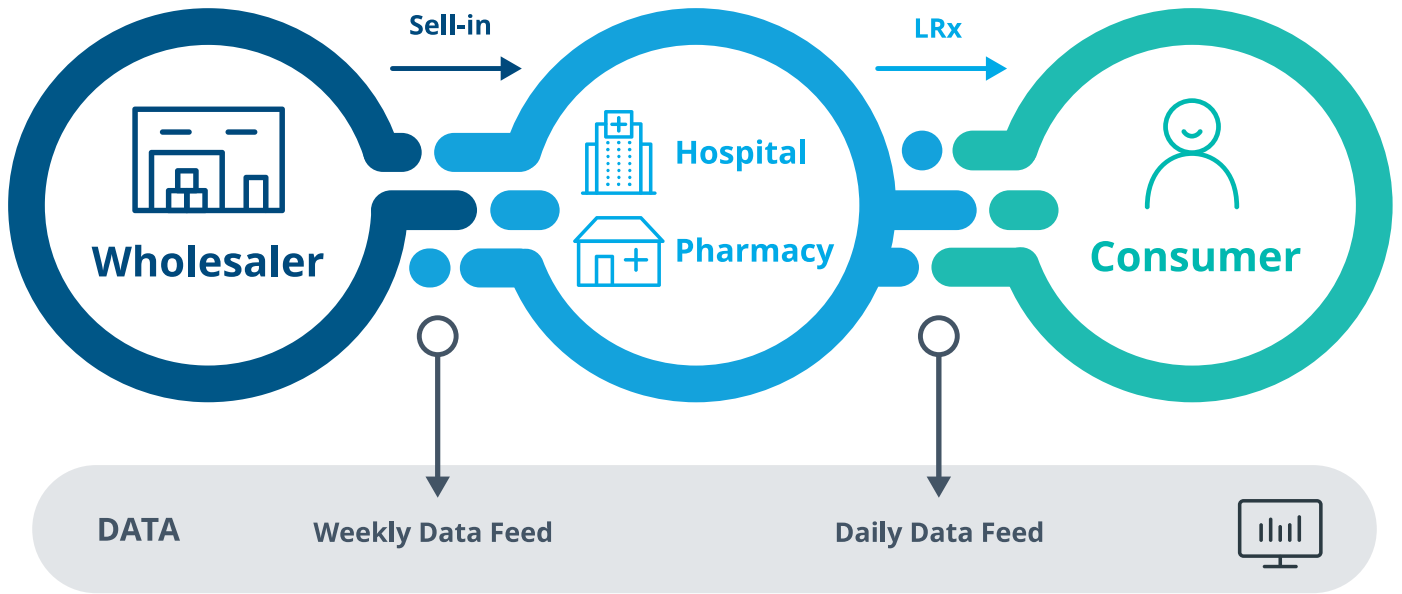 Sell-in
LRx
Wholesaler
Hospital
Pharmacy
Consumer
DATA
Weekly Data Feed
Daily Data Feed